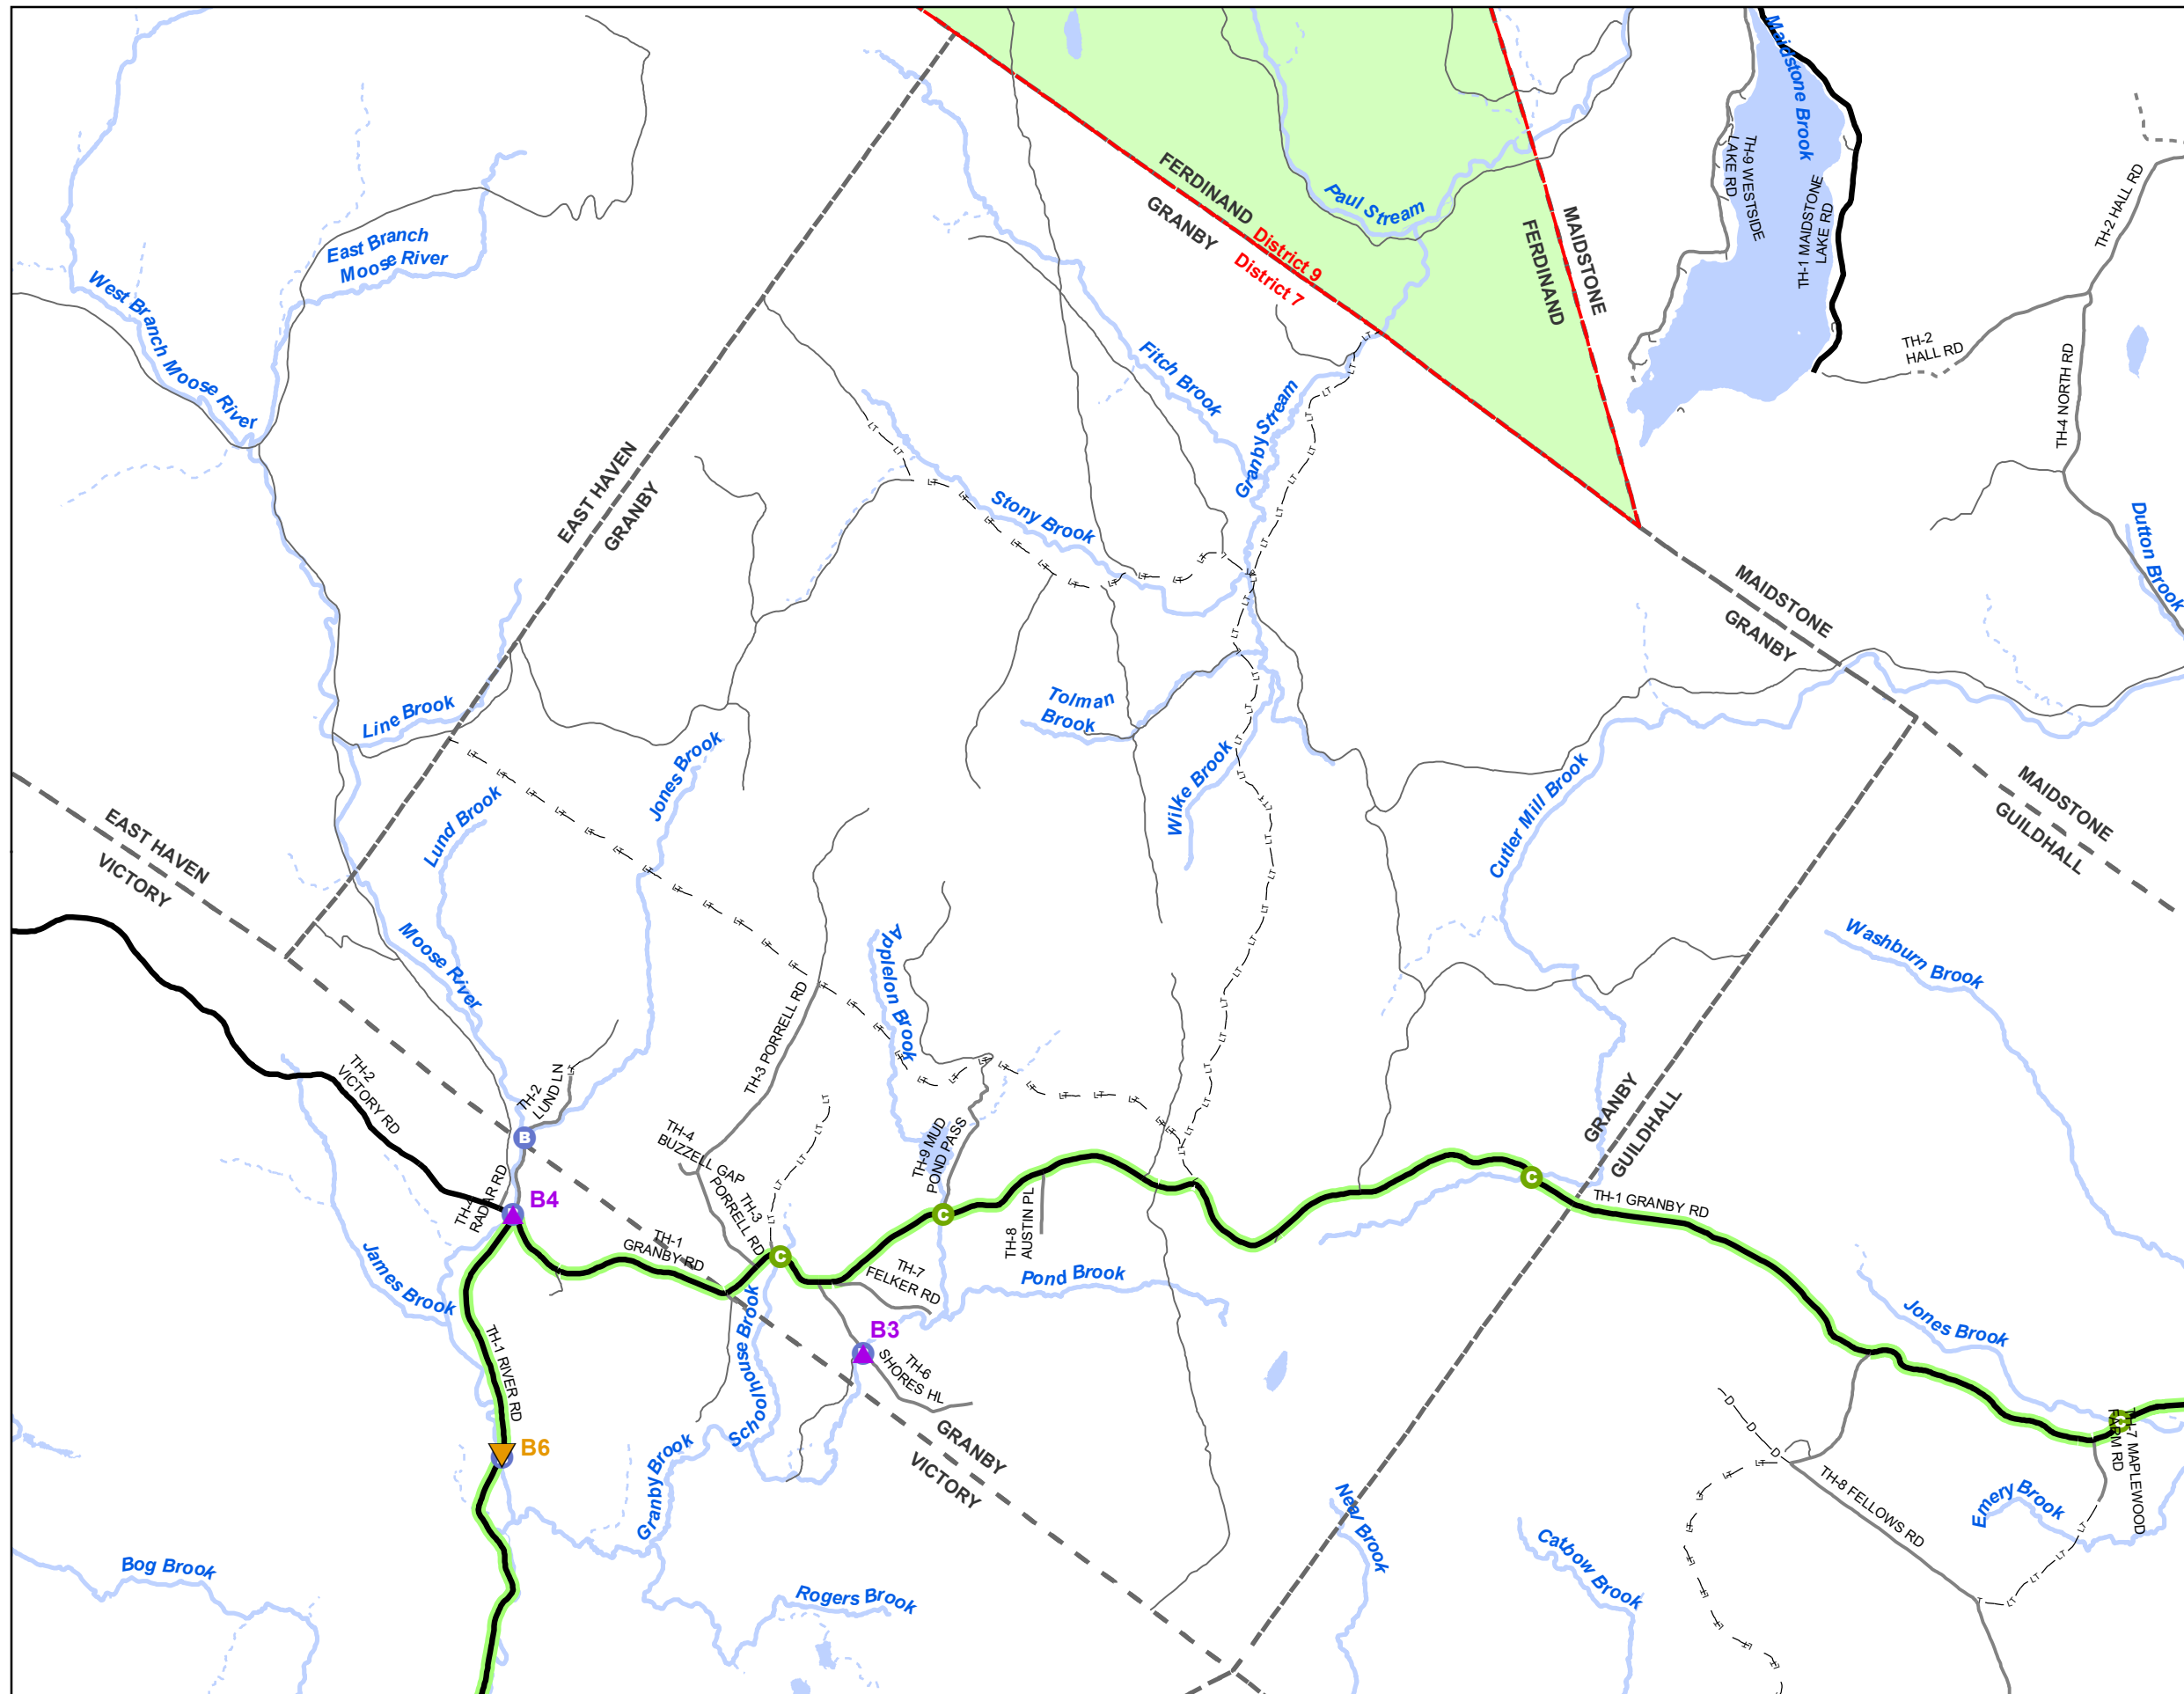 Maidstone Brook
TH-9 WESTSIDE
LAKE RD
TH-1 MAIDSTONE
LAKE RD
TH-2 HALL RD
FERDINAND
GRANBY
District 9
District 7
Paul Stream
MAIDSTONE
FERDINAND
East Branch
Moose River
West Branch Moose River
TH-2
HALL RD
TH-4 NORTH RD
Fitch Brook
Granby Stream
EAST HAVEN
GRANBY
Stony Brook
Dutton Brook
MAIDSTONE
GRANBY
Line Brook
Tolman
Brook
Jones Brook
Wilke Brook
Lund Brook
Cutler Mill Brook
MAIDSTONE
GUILDHALL
EAST HAVEN
VICTORY
Moose River
Applelon Brook
Washburn Brook
TH-3 PORRELL RD
TH-2
VICTORY RD
TH-2
LUND LN
B
TH-4
BUZZELL GAP
TH-9 MUD
POND PASS
GRANBY
GUILDHALL
TH-4
RADAR RD
B4
TH-3
PORRELL RD
C
C
C
TH-8
AUSTIN PL
TH-1 GRANBY RD
TH-1
GRANBY RD
TH-7
FELKER RD
Pond Brook
James Brook
Schoolhouse Brook
B3
TH-6
SHORES HL
Jones Brook
TH-1 RIVER RD
B6
GRANBY
VICTORY
Granby Brook
C
TH-7 MAPLEWOOD
FARM RD
D
D
D
TH-8 FELLOWS RD
Emery Brook
Neal Brook
Catbow Brook
Bog Brook
Rogers Brook
LT
LT
LT